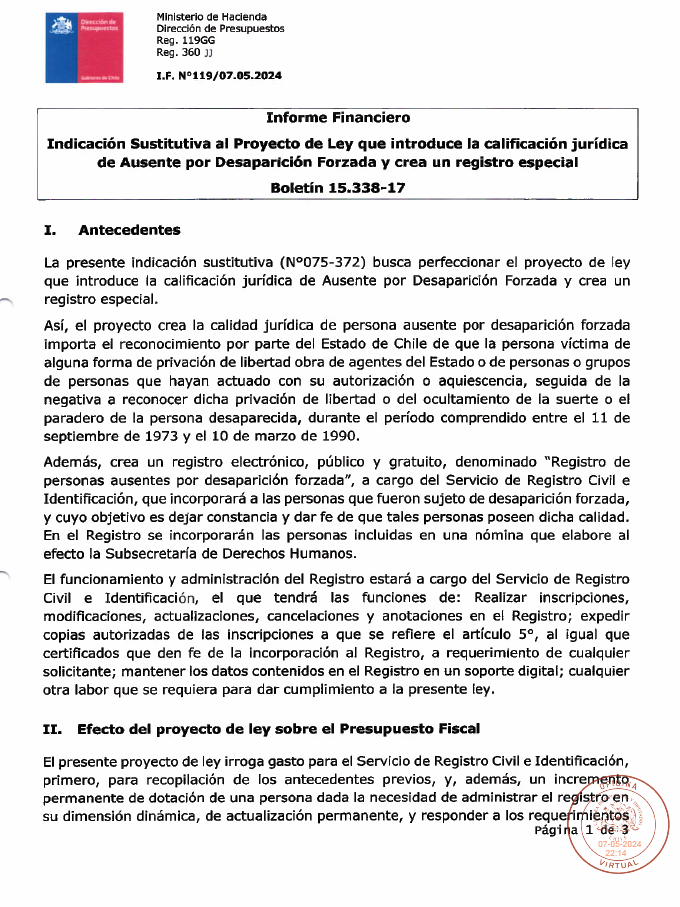 Dirección de
Presupuestos
Gobierno de Chile
Ministerio de Hacienda
Dirección de Presupuestos
Reg. 119GG
Reg. 360 JJ
I.F. N°119/07.05.2024
Informe Financiero
Indicación Sustitutiva al Proyecto de Ley que introduce la calificación jurídica
de Ausente por Desaparición Forzada y crea un registro especial
Boletín 15.338-17
I. Antecedentes
La presente indicación sustitutiva (N°075-372) busca perfeccionar el proyecto de ley
que introduce la calificación jurídica de Ausente por Desaparición Forzada y crea un
registro especial.
Así, el proyecto crea la calidad jurídica de persona ausente por desaparición forzada
importa el reconocimiento por parte del Estado de Chile de que la persona víctima de
alguna forma de privación de libertad obra de agentes del Estado o de personas o grupos
de personas que hayan actuado con su autorización o aquiescencia, seguida de la
negativa a reconocer dicha privación de libertad o del ocultamiento de la suerte o el
paradero de la persona desaparecida, durante el período comprendido entre el 11 de
septiembre de 1973 y el 10 de marzo de 1990.
Además, crea un registro electrónico, público y gratuito, denominado "Registro de
personas ausentes por desaparición forzada", a cargo del Servicio de Registro Civil e
Identificación, que incorporará a las personas que fueron sujeto de desaparición forzada,
y cuyo objetivo es dejar constancia y dar fe de que tales personas poseen dicha calidad.
En el Registro se incorporarán las personas incluidas en una nómina que elabore al
efecto la Subsecretaría de Derechos Humanos.
El funcionamiento y administración del Registro estará a cargo del Servicio de Registro
Civil e Identificación, el que tendrá las funciones de: Realizar inscripciones,
modificaciones, actualizaciones, cancelaciones y anotaciones en el Registro; expedir
copias autorizadas de las inscripciones a que se refiere el artículo 5°, al igual que
certificados que den fe de la incorporación al Registro, a requerimiento de cualquier
solicitante; mantener los datos contenidos en el Registro en un soporte digital; cualquier
otra labor que se requiera para dar cumplimiento a la presente ley.
II. Efecto del proyecto de ley sobre el Presupuesto Fiscal
El presente proyecto de ley irroga gasto para el Servicio de Registro Civil e Identificación,
primero, para recopilación de los antecedentes previos, y, además, un incremento
permanente de dotación de una persona dada la necesidad de administrar el registro en
su dimensión dinámica, de actualización permanente, y responder a los requerimientos
Página 1 de 3
OFICINA
07-05-2024
22:14
VIRTUAL